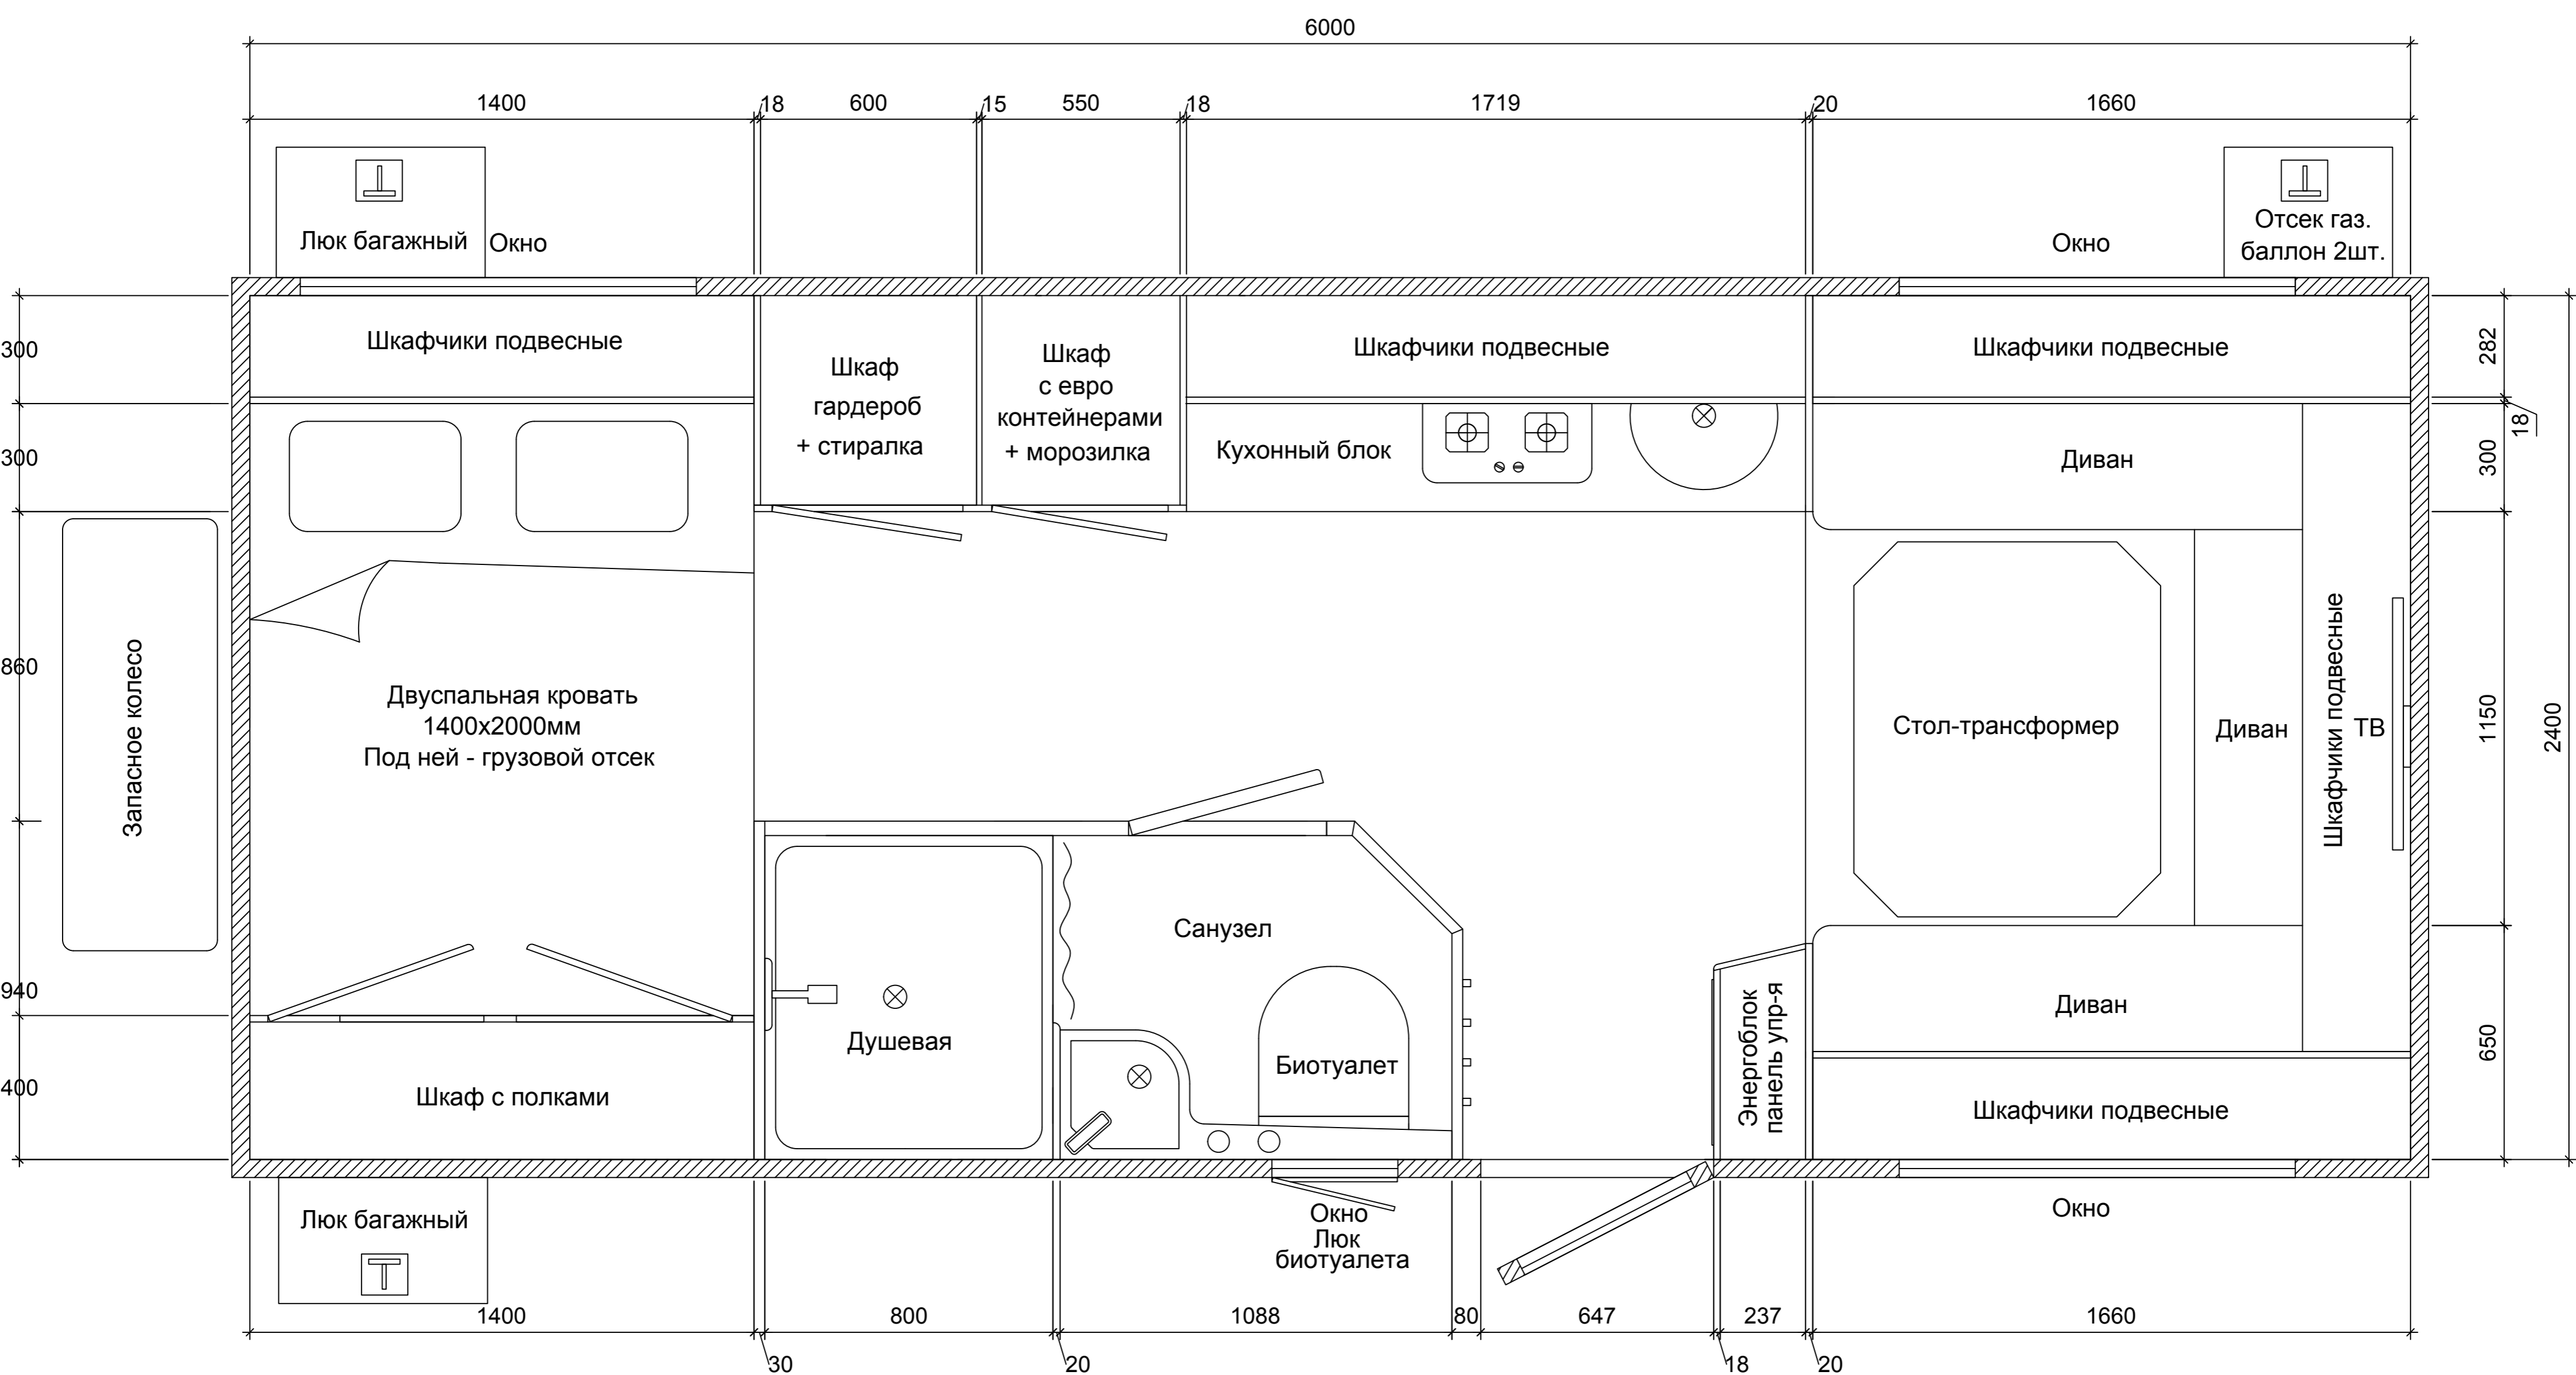 6000
1400
18
600
15
550
18
1719
20
1660
Люк багажный
Окно
Окно
Отсек газ.
баллон 2шт.
300
300
860
940
400
Запасное колесо
Шкафчики подвесные
Шкаф
гардероб
+ стиралка
Шкаф
с евро
контейнерами
+ морозилка
Шкафчики подвесные
Кухонный блок
Шкафчики подвесные
Диван
Двуспальная кровать
1400х2000мм
Под ней - грузовой отсек
Стол-трансформер
Диван
Шкафчики подвесные
ТВ
282
18
300
1150
2400
650
Санузел
Душевая
Биотуалет
Энергоблок
панель упр-я
Диван
Шкаф с полками
Шкафчики подвесные
Люк багажный
Окно
Люк
биотуалета
Окно
1400
30
800
20
1088
80
647
18
237
20
1660